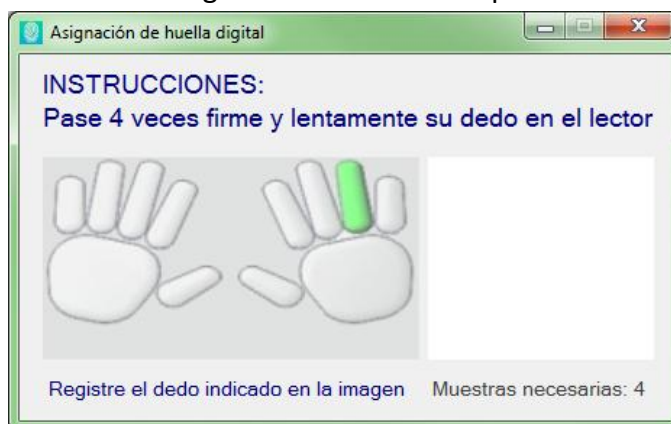 Asignación de huella digital
INSTRUCCIONES:
Pase 4 veces firme y lentamente su dedo en el lector
Registre el dedo indicado en la imagen
Muestras necesarias: 4